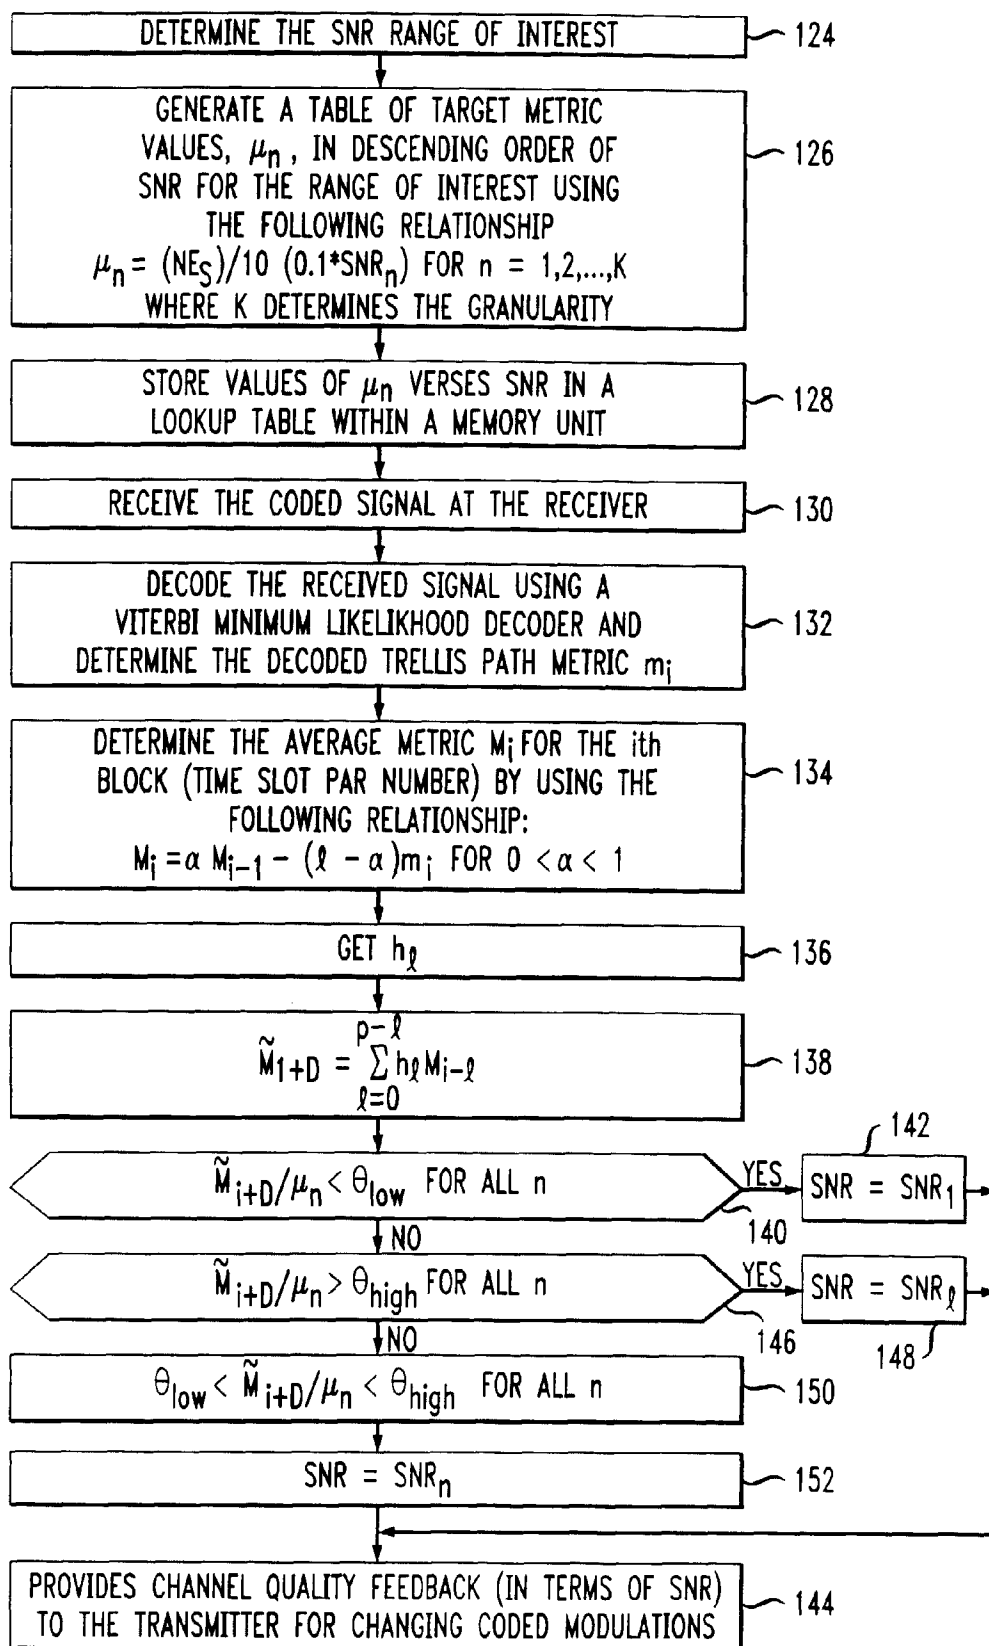 DETERMINE THE SNR RANGE OF INTEREST
124
GENERATE A TABLE OF TARGET METRIC
VALUES, μn, IN DESCENDING ORDER OF
SNR FOR THE RANGE OF INTEREST USING
THE FOLLOWING RELATIONSHIP
μn = (NES)/10 (0.1*SNRn) FOR n = 1,2,...,K
WHERE K DETERMINES THE GRANULARITY
126
STORE VALUES OF μn VERSES SNR IN A
LOOKUP TABLE WITHIN A MEMORY UNIT
128
RECEIVE THE CODED SIGNAL AT THE RECEIVER
130
DECODE THE RECEIVED SIGNAL USING A
VITERBI MINIMUM LIKELIKHOOD DECODER AND
DETERMINE THE DECODED TRELLIS PATH METRIC mi
132
DETERMINE THE AVERAGE METRIC Mi FOR THE ith
BLOCK (TIME SLOT PAR NUMBER) BY USING THE
FOLLOWING RELATIONSHIP:
Mi = α Mi-1 - (ℓ - α)mi FOR 0 < α < 1
134
GET hℓ
136
p-ℓ
M̃1+D = Σ hℓMi-ℓ
ℓ=0
138
M̃i+D/μn < θlow FOR ALL n
YES
140
142
SNR = SNR1
NO
M̃i+D/μn > θhigh FOR ALL n
YES
146
SNR = SNRℓ
148
NO
θlow < M̃i+D/μn < θhigh FOR ALL n
150
SNR = SNRn
152
PROVIDES CHANNEL QUALITY FEEDBACK (IN TERMS OF SNR)
TO THE TRANSMITTER FOR CHANGING CODED MODULATIONS
144